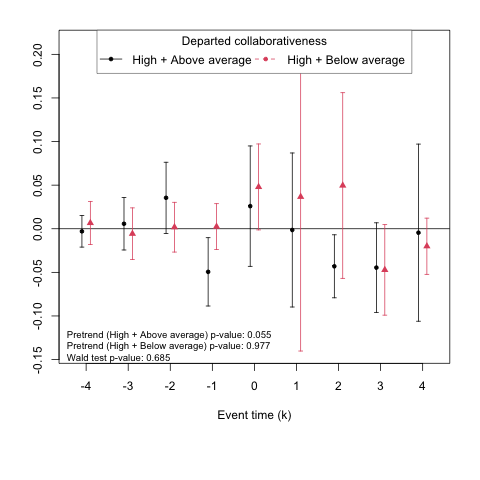 Departed collaborativeness
High + Above average High + Below average
0.20
0.15
0.10
0.05
0.00
-0.05
-0.10
-0.15
Pretrend (High + Above average) p-value: 0.055
Pretrend (High + Below average) p-value: 0.977
Wald test p-value: 0.685
-4 -3 -2 -1 0 1 2 3 4
Event time (k)